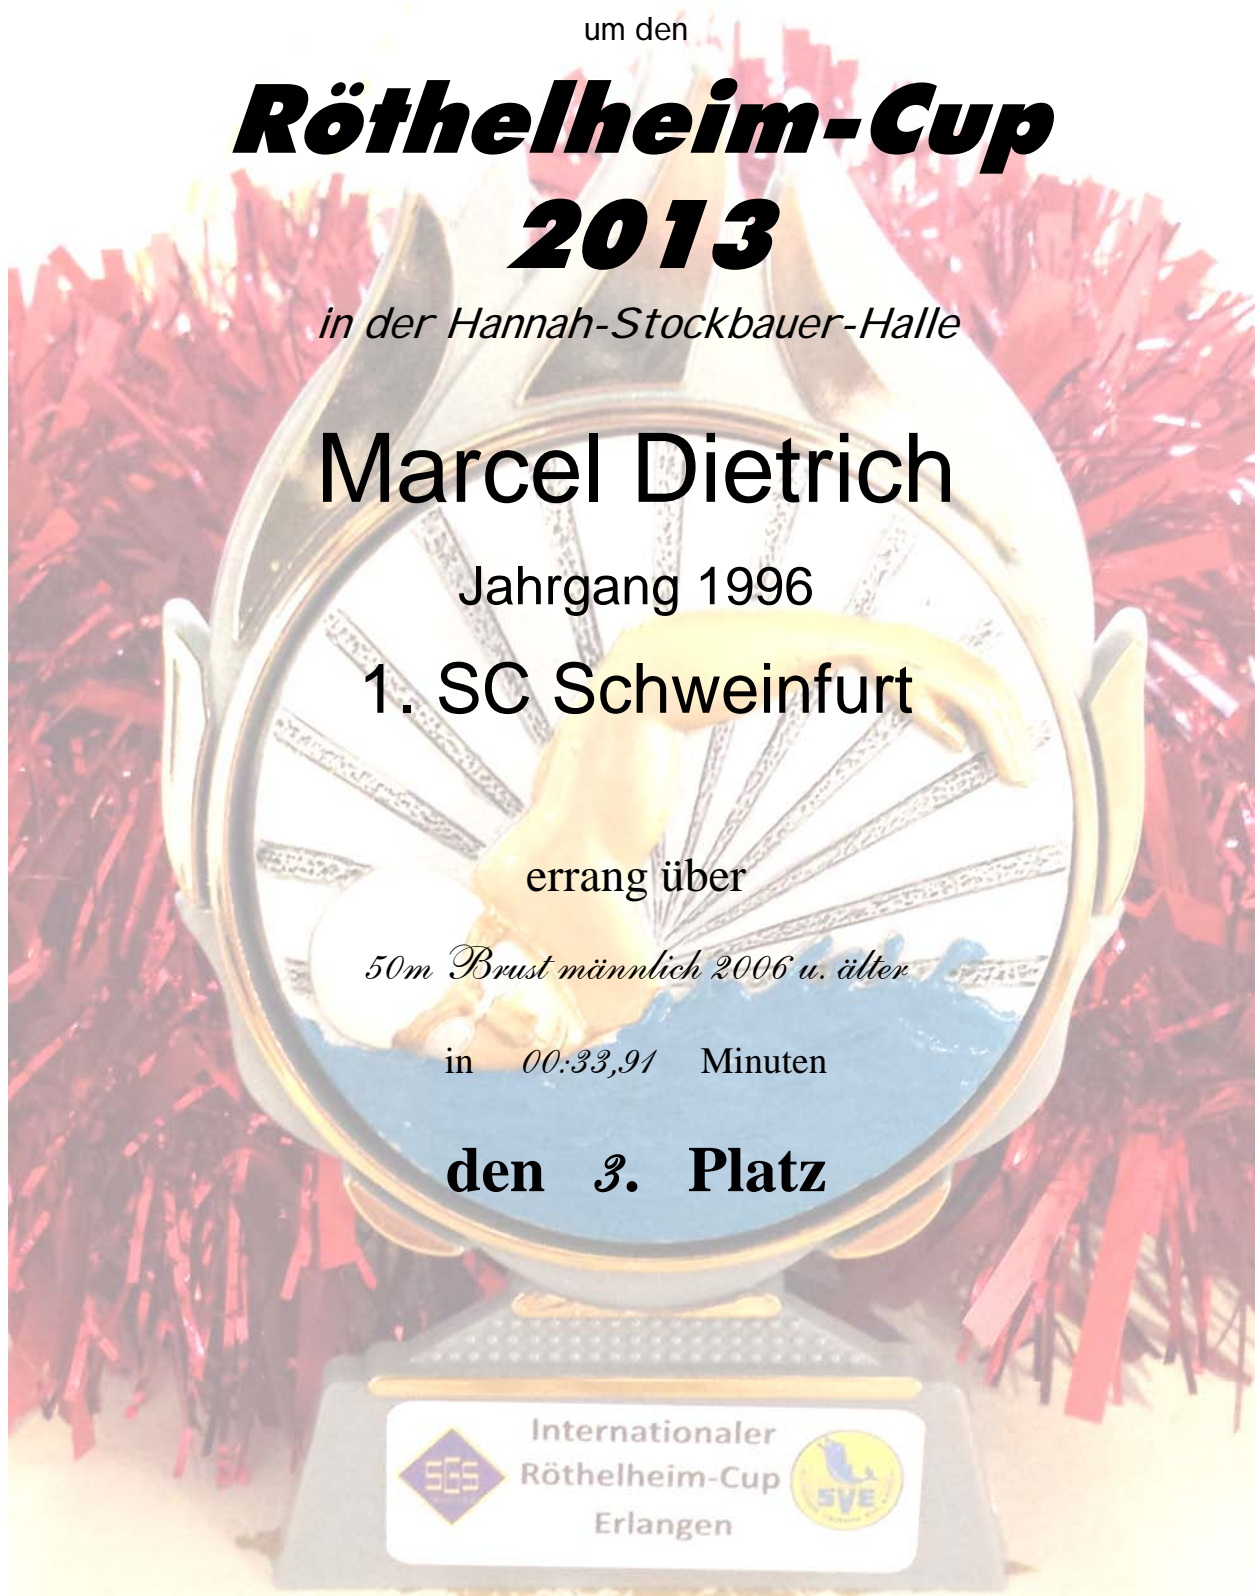 um den
Röthelheim-Cup
2013
in der Hannah-Stockbauer-Halle
Marcel Dietrich
Jahrgang 1996
1. SC Schweinfurt
errang über
50m Brust männlich 2006 u. älter
in 00:33,91 Minuten
den 3. Platz
Internationaler
SGS Röthelheim-Cup SVE
Erlangen